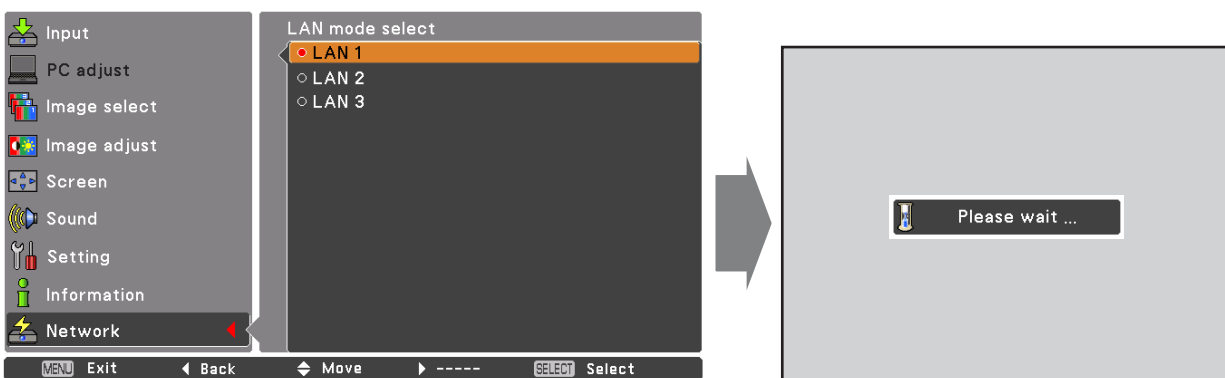 Input
PC adjust
Image select
Image adjust
Screen
Sound
Setting
Information
Network
LAN mode select
LAN 1
LAN 2
LAN 3
MENU Exit Back Move ----- SELECT Select
Please wait ...